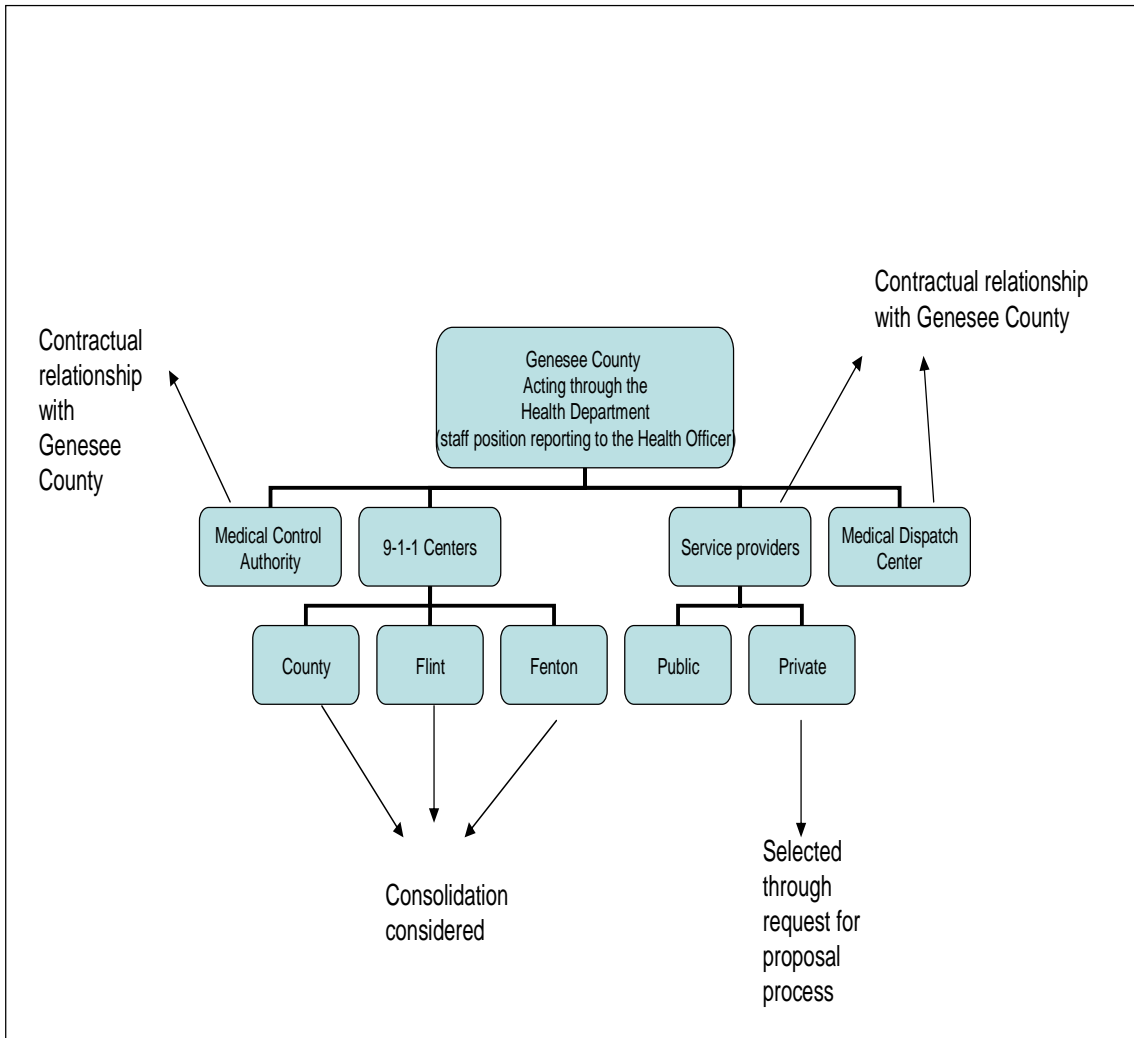 Contractual relationship
with Genesee County
Contractual
relationship
with
Genesee
County
Genesee County
Acting through the
Health Department
(staff position reporting to the Health Officer)
Medical Control
Authority
9-1-1 Centers
Service providers
Medical Dispatch
Center
County
Flint
Fenton
Public
Private
Consolidation
considered
Selected
through
request for
proposal
process